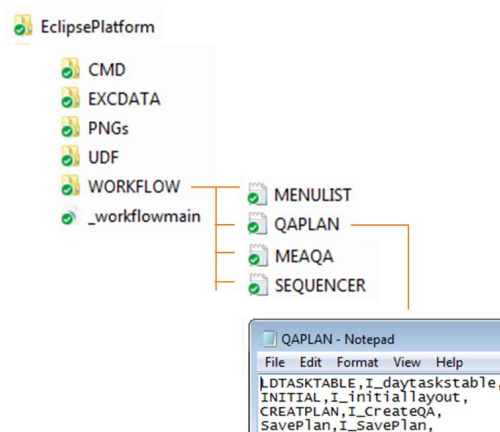 EclipsePlatform
CMD
EXCDATA
PNGs
UDF
WORKFLOW
_workflowmain
MENULIST
QAPLAN
MEAQA
SEQUENCER
QAPLAN - Notepad
File Edit Format View Help
LDTASKTABLE,I_daytaskstable,
INITIAL,I_initiallayout,
CREATPLAN,I_CreateQA,
SavePlan,I_SavePlan,